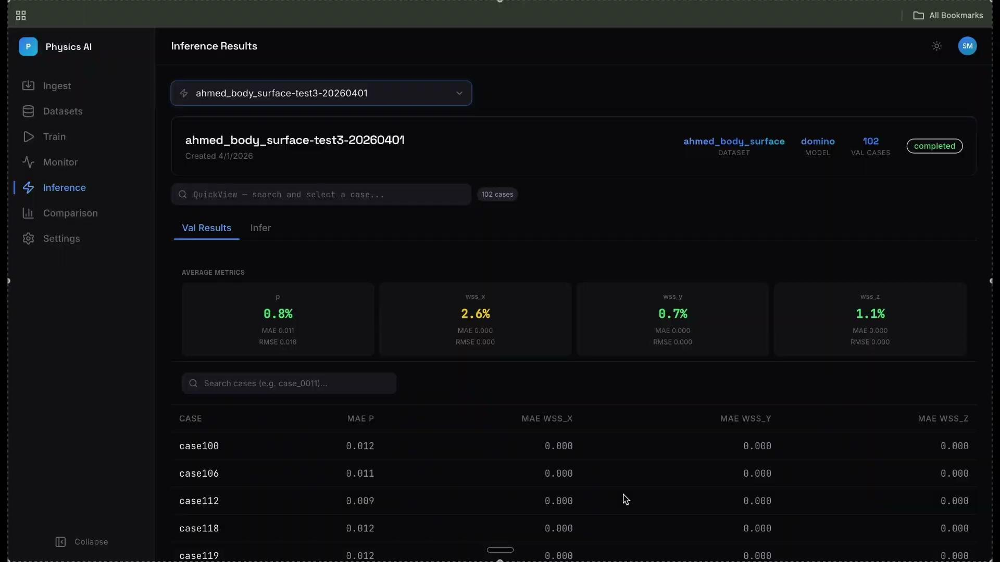 All Bookmarks
P
Physics AI
Inference Results
SM
Ingest
Datasets
Train
Monitor
Inference
Comparison
Settings
Collapse
ahmed_body_surface-test3-20260401
ahmed_body_surface-test3-20260401
Created 4/1/2026
ahmed_body_surface
DATASET
domino
MODEL
102
VAL CASES
completed
QuickView — search and select a case...
102 cases
Val Results
Infer
AVERAGE METRICS
p
0.8%
MAE 0.011
RMSE 0.018
wss_x
2.6%
MAE 0.000
RMSE 0.000
wss_y
0.7%
MAE 0.000
RMSE 0.000
wss_z
1.1%
MAE 0.000
RMSE 0.000
Search cases (e.g. case_0011)...
CASE MAE P MAE WSS_X MAE WSS_Y MAE WSS_Z
case100 0.012 0.000 0.000 0.000
case106 0.011 0.000 0.000 0.000
case112 0.009 0.000 0.000 0.000
case118 0.012 0.000 0.000 0.000
case119 0.012 0.000 0.000 0.000